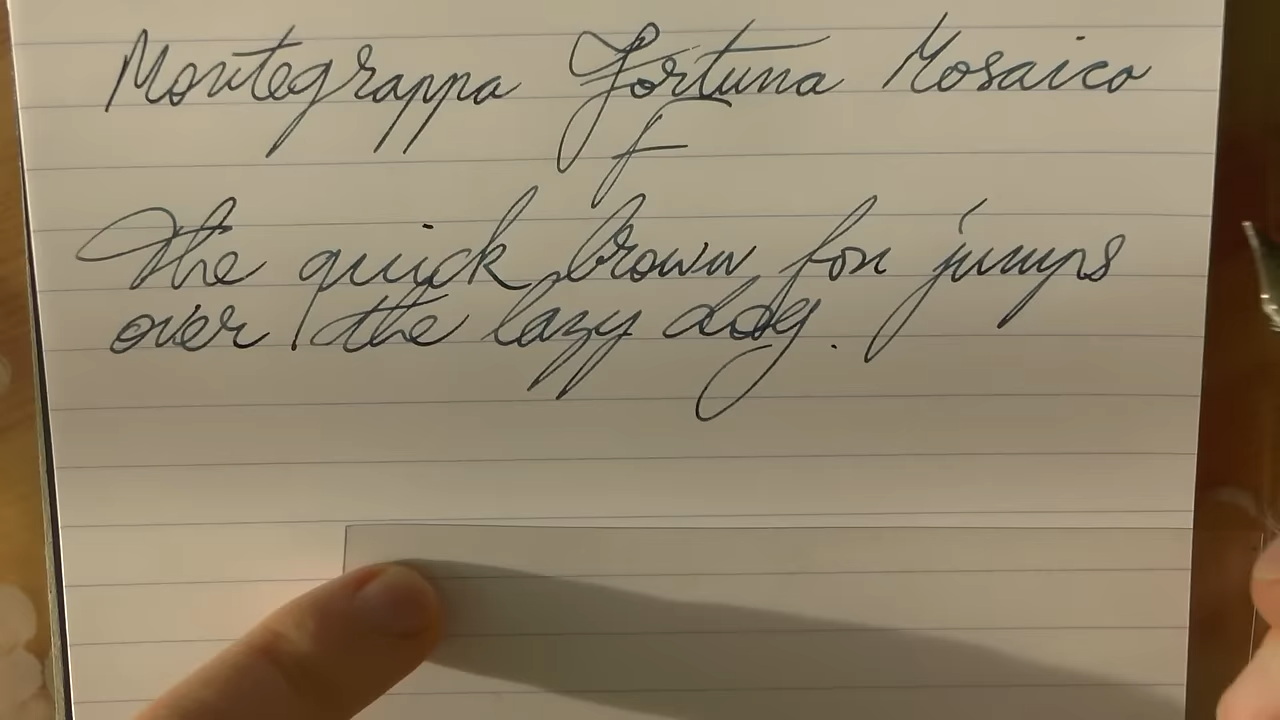 Montegrappa Fortuna Mosaico
F
The quick brown fox jumps
over the lazy dog.